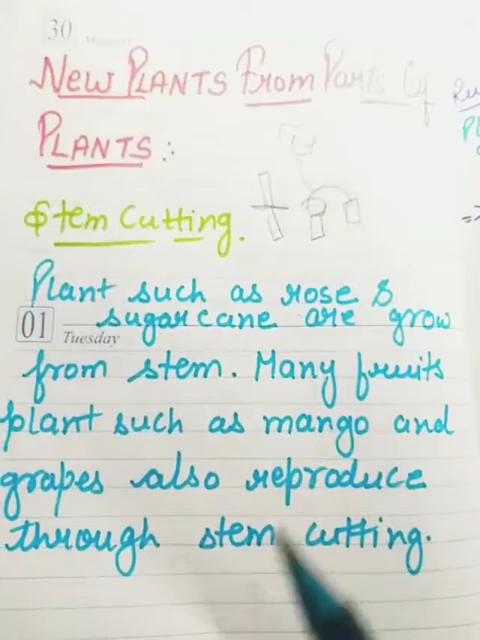 30
NEW PLANTS From Parts Of
PLANTS:
Stem Cutting.
Plant such as rose &
sugarcane are grow
01
Tuesday
from stem. Many fruits
plant such as mango and
grapes also reproduce
through stem cutting.